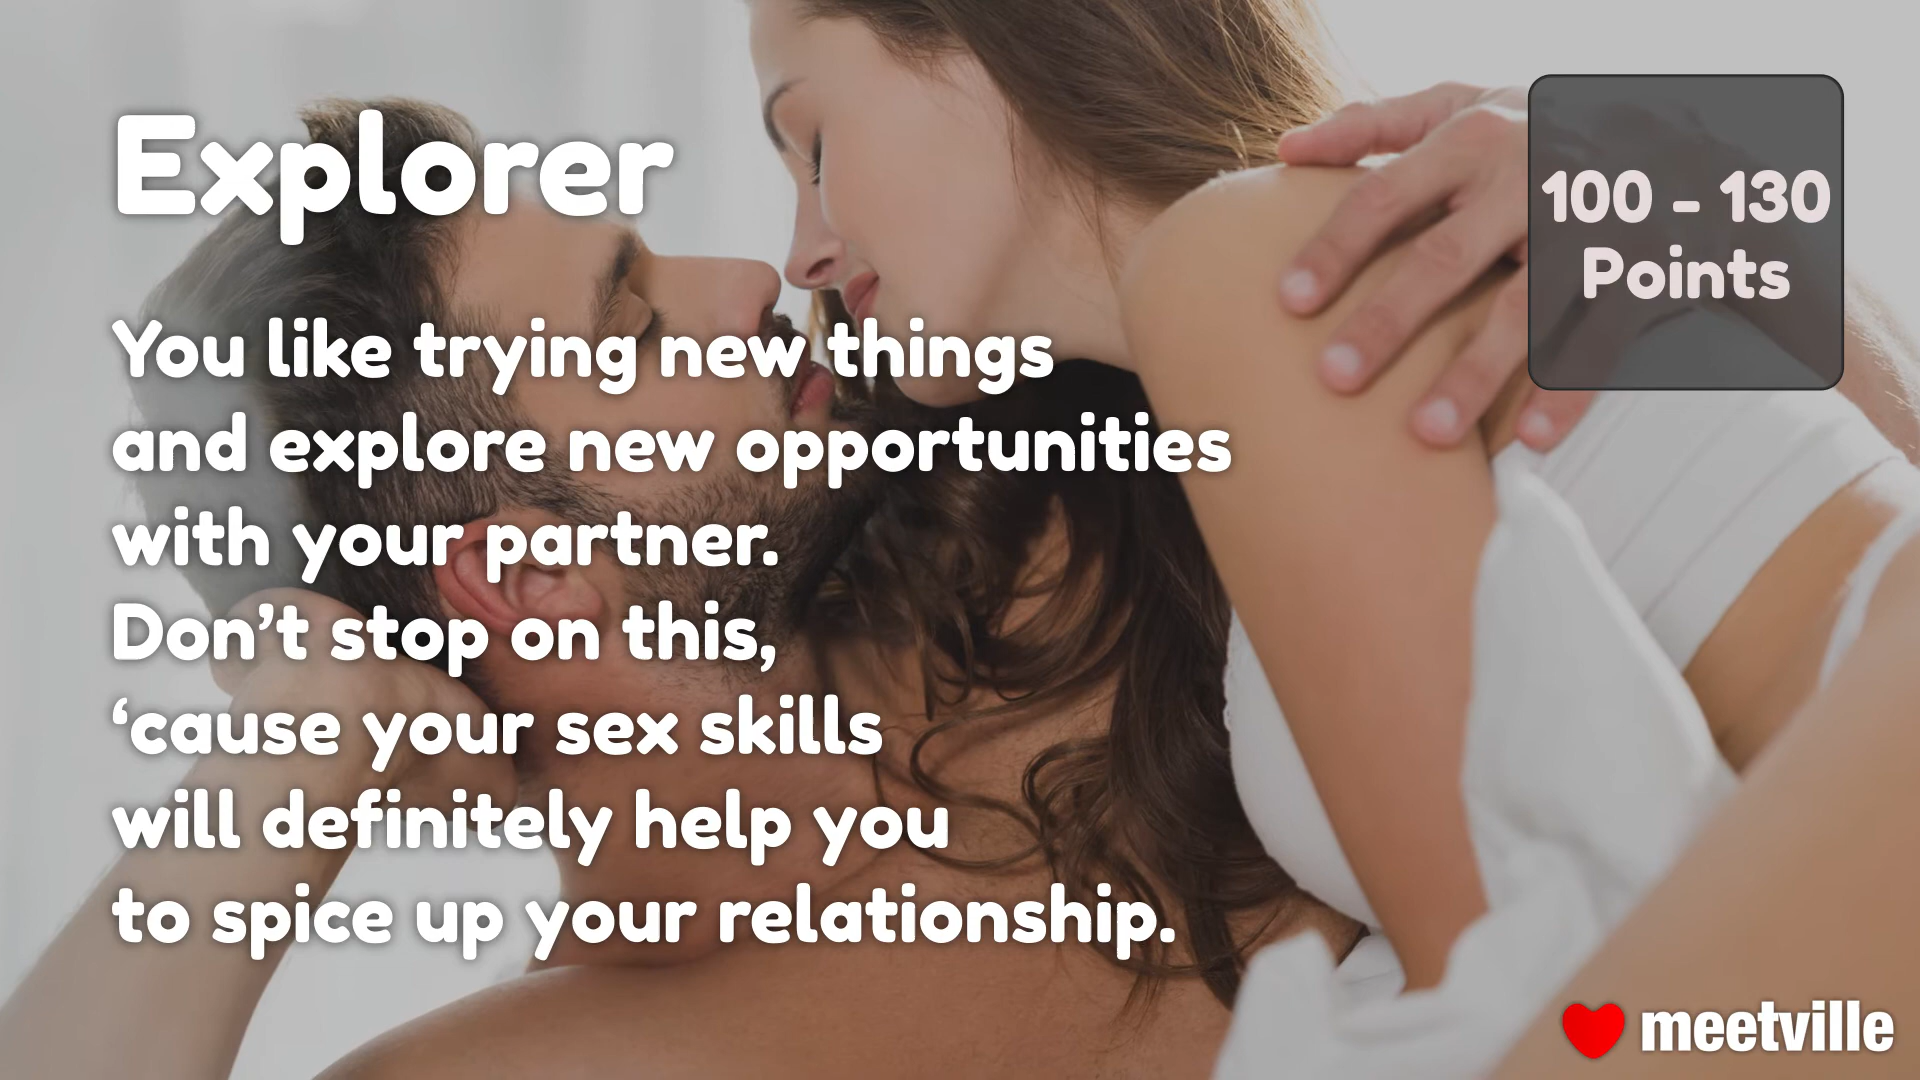 Explorer
100 - 130
Points
You like trying new things
and explore new opportunities
with your partner.
Don’t stop on this,
‘cause your sex skills
will definitely help you
to spice up your relationship.
meetville